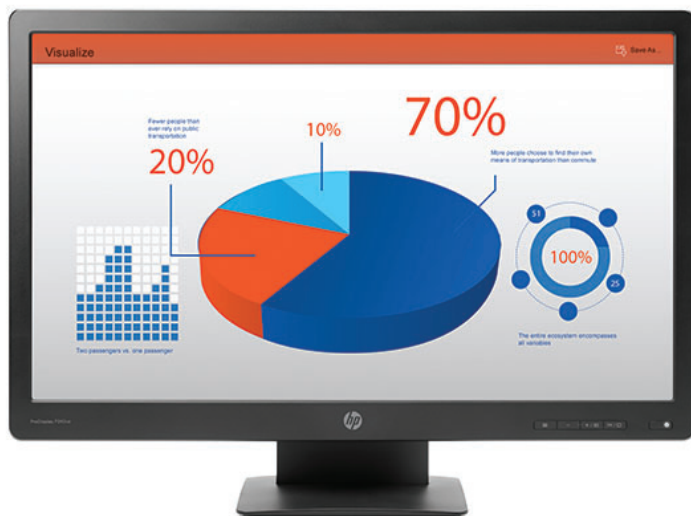 Visualize
Save As ...
Fewer people than
ever rely on public
transportation
20%
10%
70%
More people choose to find their own
means of transportation than commute
51
100%
25
Two passengers vs. one passenger
The entire ecosystem encompasses
all variables
hp